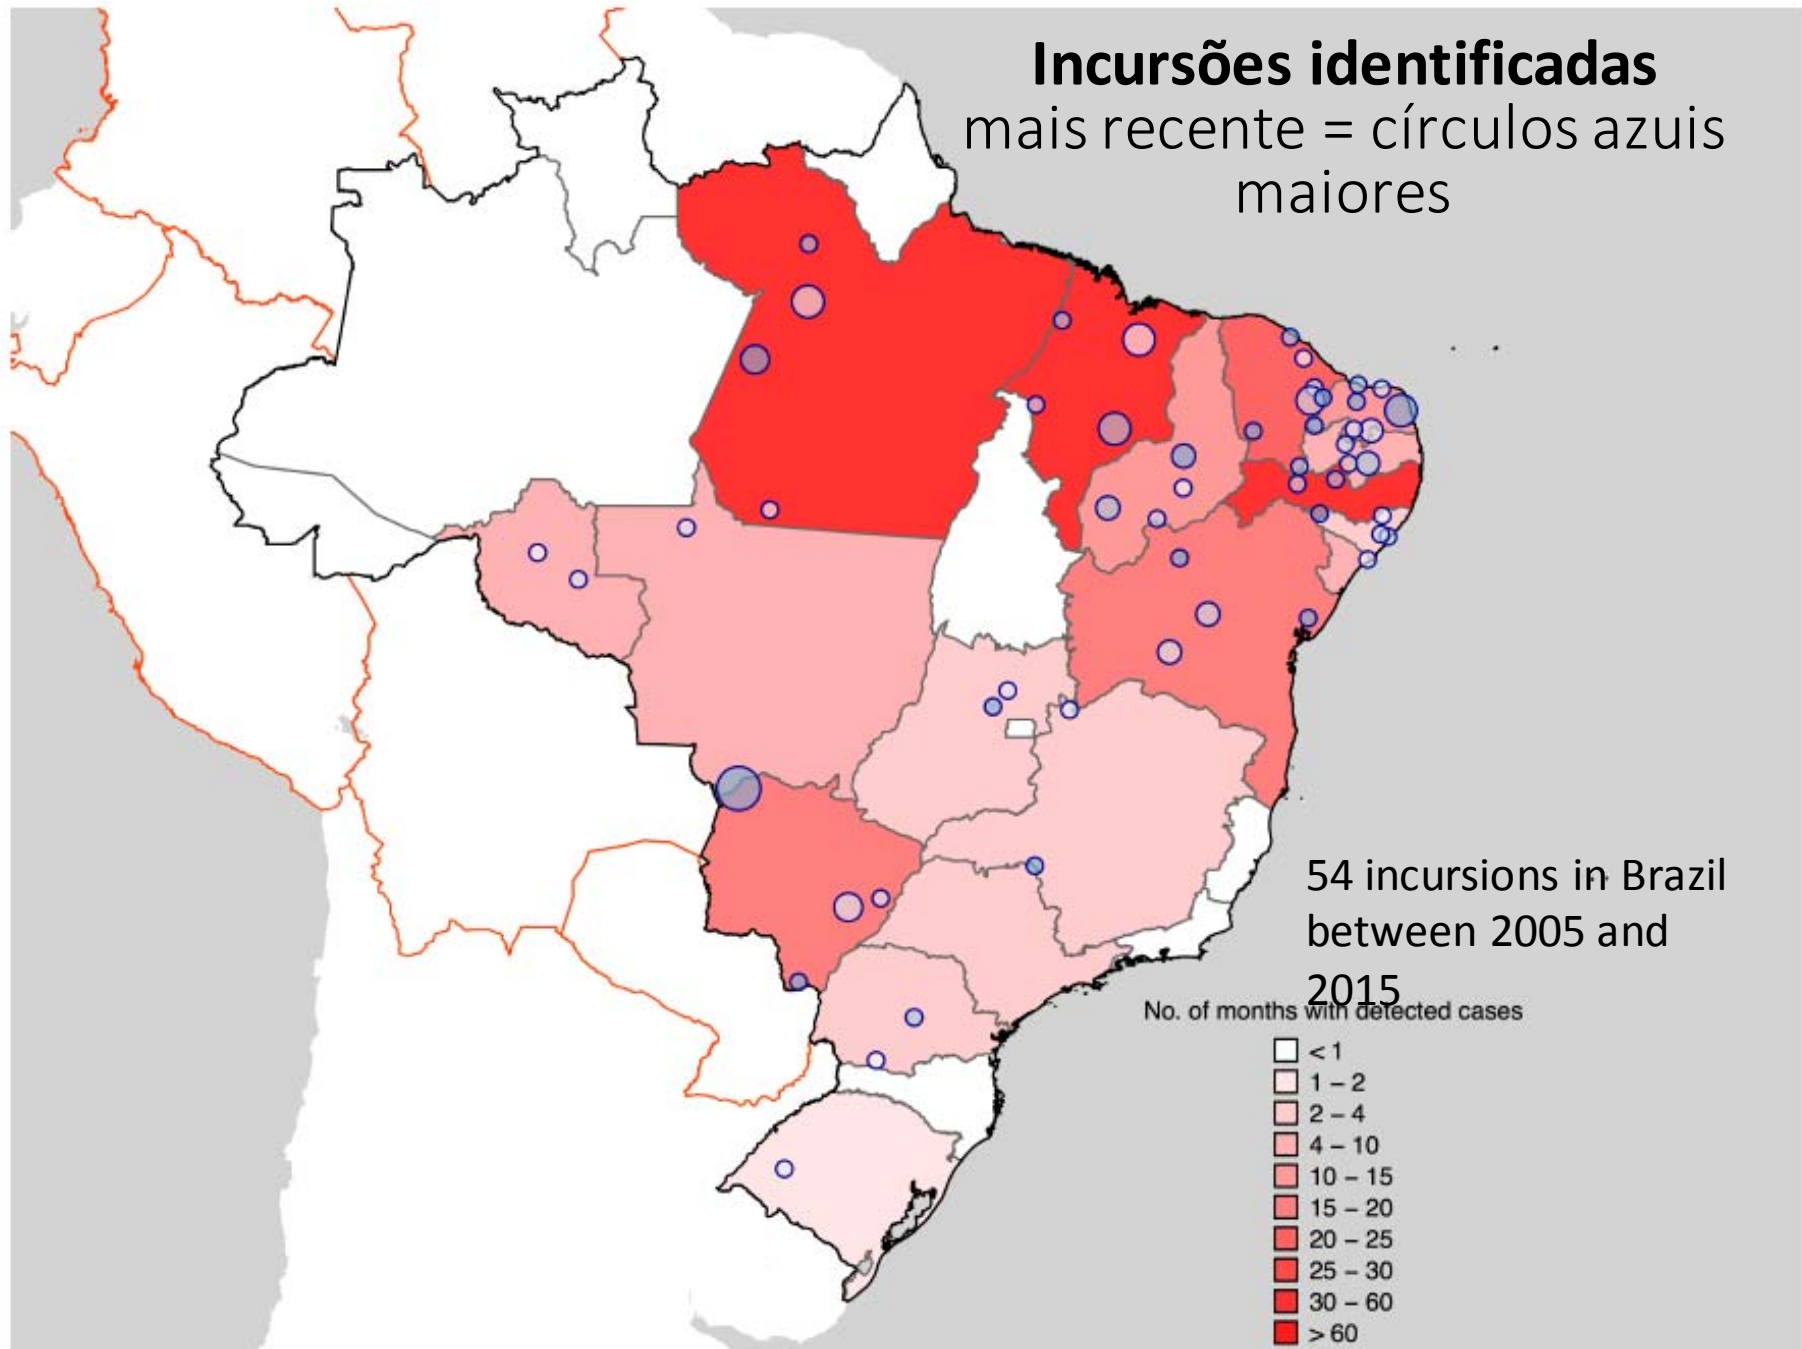 Incursões identificadas
mais recente = círculos azuis
maiores
54 incursions in Brazil
between 2005 and
2015
No. of months with detected cases
< 1
1 – 2
2 – 4
4 – 10
10 – 15
15 – 20
20 – 25
25 – 30
30 – 60
> 60